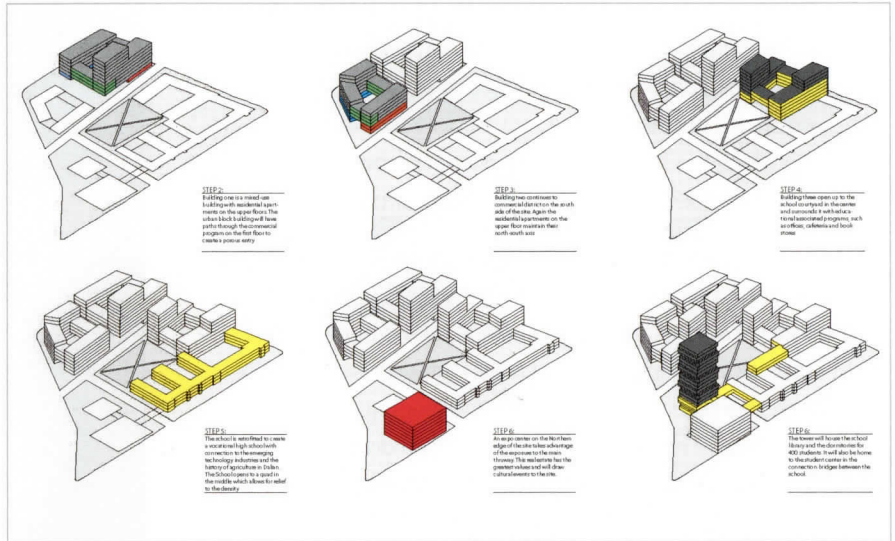 STEP 2:
Building one is a mixed-use
building with residential apart-
ments on the upper floors. The
urban block building will have
paths through the commercial
program on the first floor to
create a porous entry
STEP 3:
Building two continues to
commercial district on the south
side of the site. Again the
residential apartments on the
upper floor maintain their
north-south axis
STEP 4:
Building three open up to the
school courtyard in the center
and surrounds it with educa-
tional associated programs, such
as offices, cafeteria and book
stores
STEP 5:
The school is retrofitted to create
a vocational high school with
connection to the emerging
technology industries and the
history of agriculture in Dalian.
The School opens to a quad in
the middle which allows for relief
to the density
STEP 6:
An expo center on the Northern
edge of the site takes advantage
of the exposure to the main
throway. This real estate has the
greatest values and will draw
cultural events to the site.
STEP 6:
The tower will house the school
library and the dormitories for
400 students. It will also be home
to the student center in the
connection bridges between the
school.